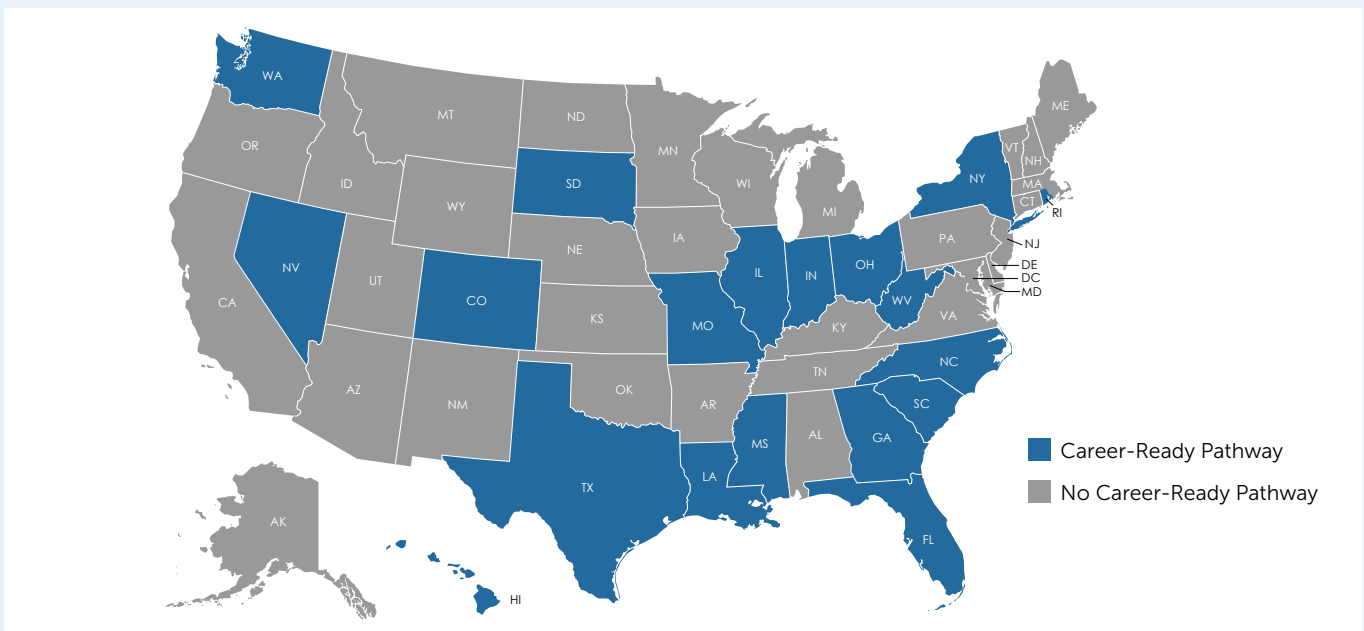 WA
MT
ND
MN
ME
OR
ID
WY
SD
WI
MI
VT
NH
NY
MA
CT
RI
NV
UT
CO
NE
IA
IL
IN
OH
PA
NJ
DE
DC
MD
CA
KS
MO
KY
WV
VA
AZ
NM
OK
AR
TN
NC
SC
TX
LA
MS
AL
GA
FL
AK
HI
Career-Ready Pathway
No Career-Ready Pathway